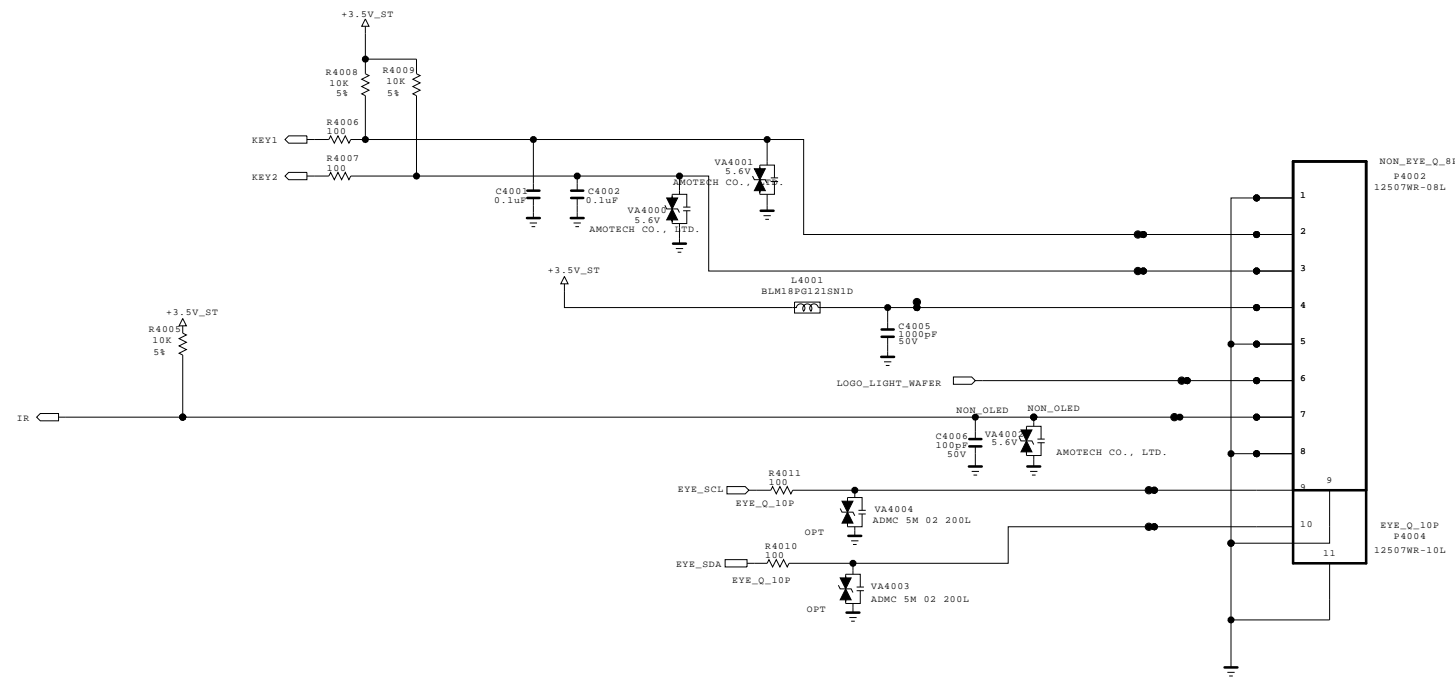 +3.5V_ST
R4008
10K
5%
R4009
10K
5%
KEY1
R4006
100
KEY2
R4007
100
C4001
0.1uF
C4002
0.1uF
VA4000
5.6V
AMOTECH CO., LTD.
VA4001
5.6V
AMOTECH CO., LTD.
NON_EYE_Q_8P
P4002
12507WR-08L
1
2
3
4
5
6
7
8
9
9
10
11
+3.5V_ST
L4001
BLM18PG121SN1D
C4005
1000pF
50V
+3.5V_ST
R4005
10K
5%
LOGO_LIGHT_WAFER
IR
NON_OLED
NON_OLED
C4006
100pF
50V
5.6V
AMOTECH CO., LTD.
EYE_SCL
R4011
100
EYE_Q_10P
VA4004
ADMC 5M 02 200L
OPT
EYE_SDA
R4010
100
EYE_Q_10P
VA4003
ADMC 5M 02 200L
OPT
EYE_Q_10P
P4004
12507WR-10L